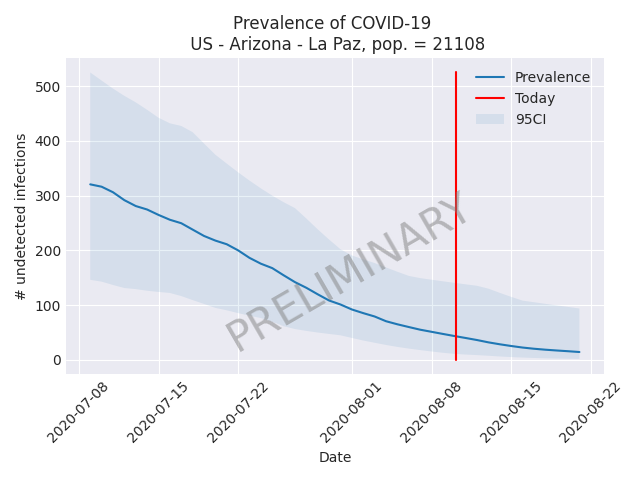 Prevalence of COVID-19
US - Arizona - La Paz, pop. = 21108
Prevalence
Today
95CI
500
400
300
200
100
0
# undetected infections
PRELIMINARY
2020-07-08
2020-07-15
2020-07-22
2020-08-01
2020-08-08
2020-08-15
2020-08-22
Date